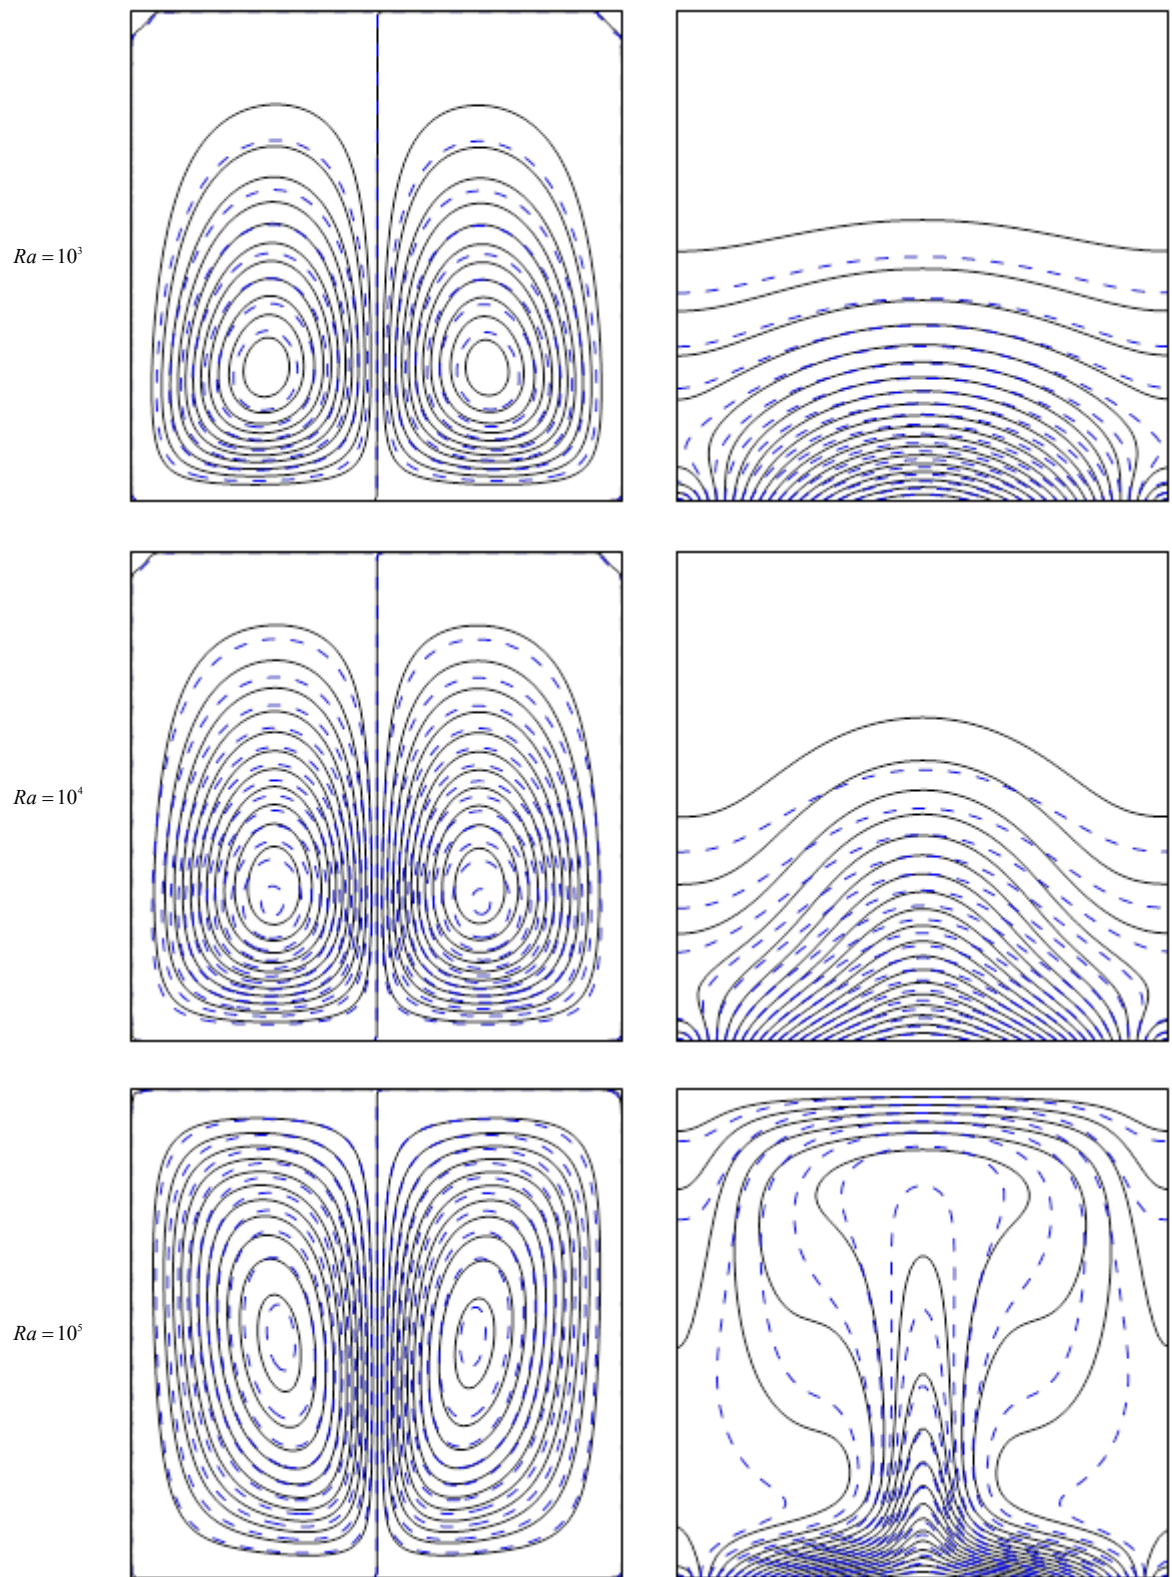 Ra = 10³
Ra = 10⁴
Ra = 10⁵